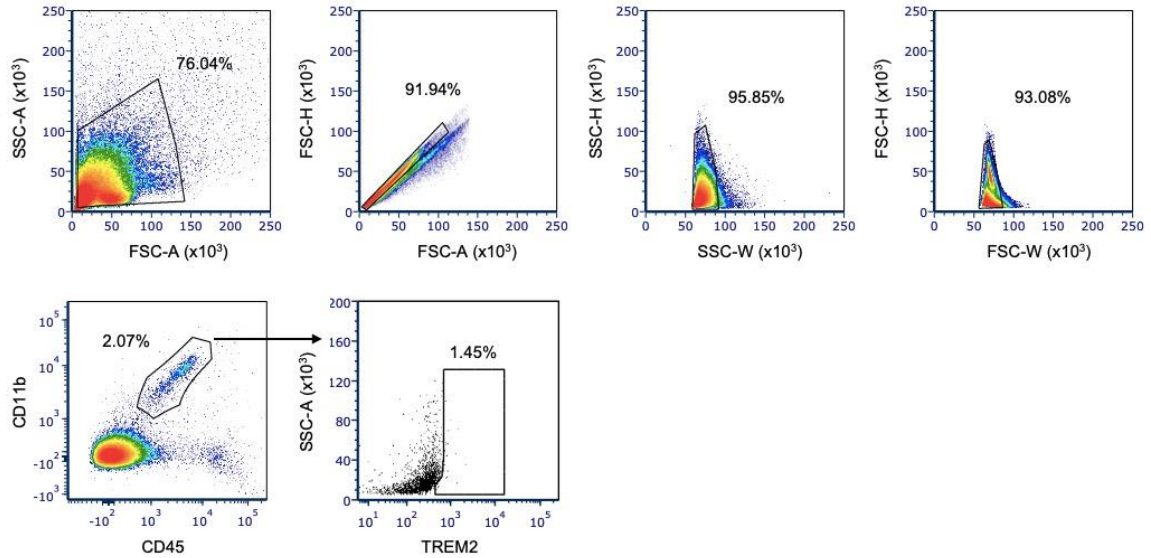 250
200
150
100
50
0
SSC-A (x10³)
76.04%
0 50 100 150 200 250
FSC-A (x10³)
250
200
150
100
50
0
FSC-H (x10³)
91.94%
0 50 100 150 200 250
FSC-A (x10³)
250
200
150
100
50
0
SSC-H (x10³)
95.85%
0 50 100 150 200 250
SSC-W (x10³)
250
200
150
100
50
0
FSC-H (x10³)
93.08%
0 50 100 150 200 250
FSC-W (x10³)
10⁵
10⁴
10³
-10²
-10³
CD11b
2.07%
-10² 10³ 10⁴ 10⁵
CD45
200
160
120
80
40
0
SSC-A (x10³)
1.45%
10¹ 10² 10³ 10⁴ 10⁵
TREM2